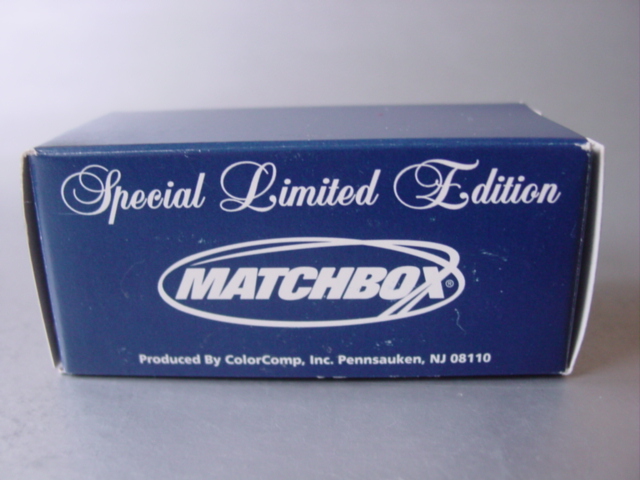 Special Limited Edition
MATCHBOX®
Produced By ColorComp, Inc. Pennsauken, NJ 08110